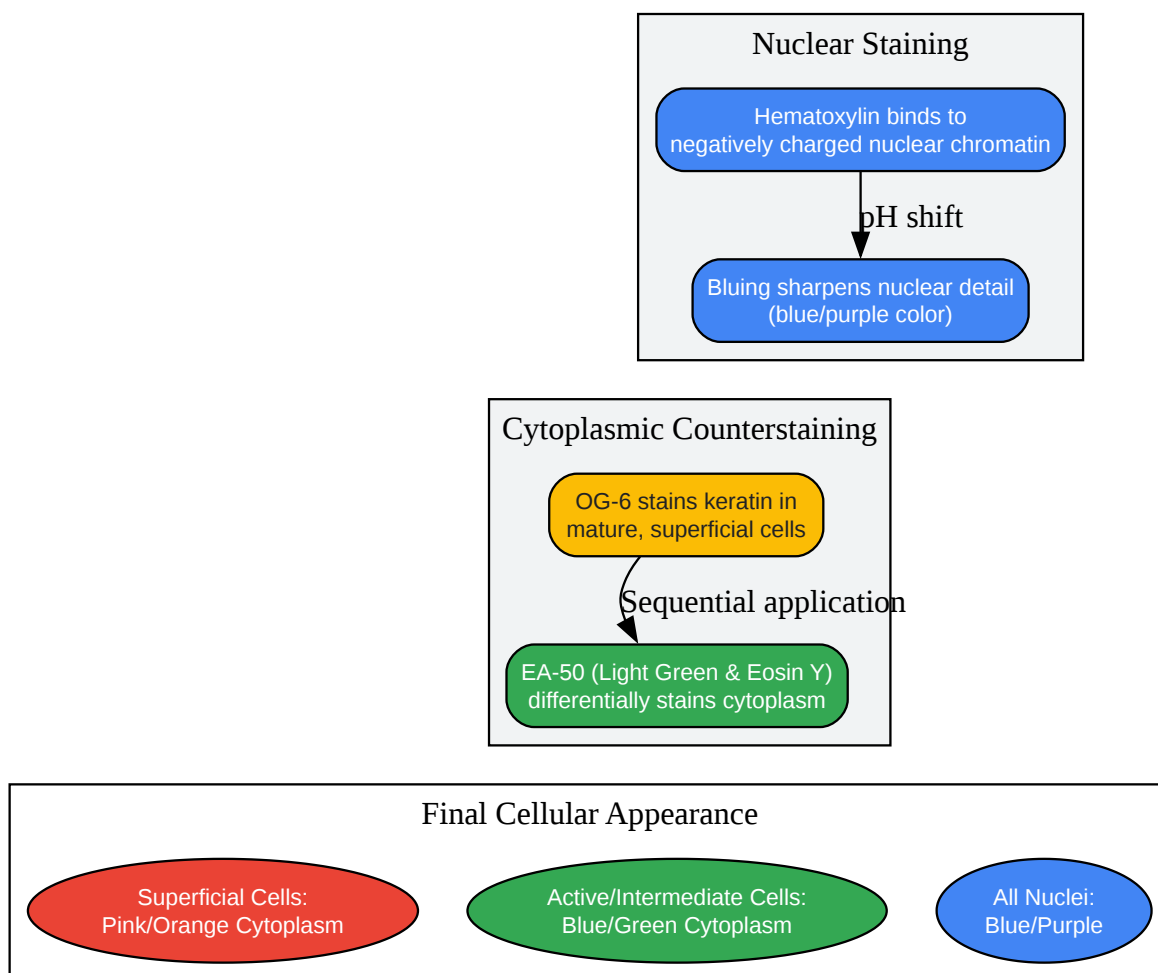 Nuclear Staining
Hematoxylin binds to
negatively charged nuclear chromatin
pH shift
Bluing sharpens nuclear detail
(blue/purple color)
Cytoplasmic Counterstaining
OG-6 stains keratin in
mature, superficial cells
Sequential application
EA-50 (Light Green & Eosin Y)
differentially stains cytoplasm
Final Cellular Appearance
Superficial Cells:
Pink/Orange Cytoplasm
Active/Intermediate Cells:
Blue/Green Cytoplasm
All Nuclei:
Blue/Purple